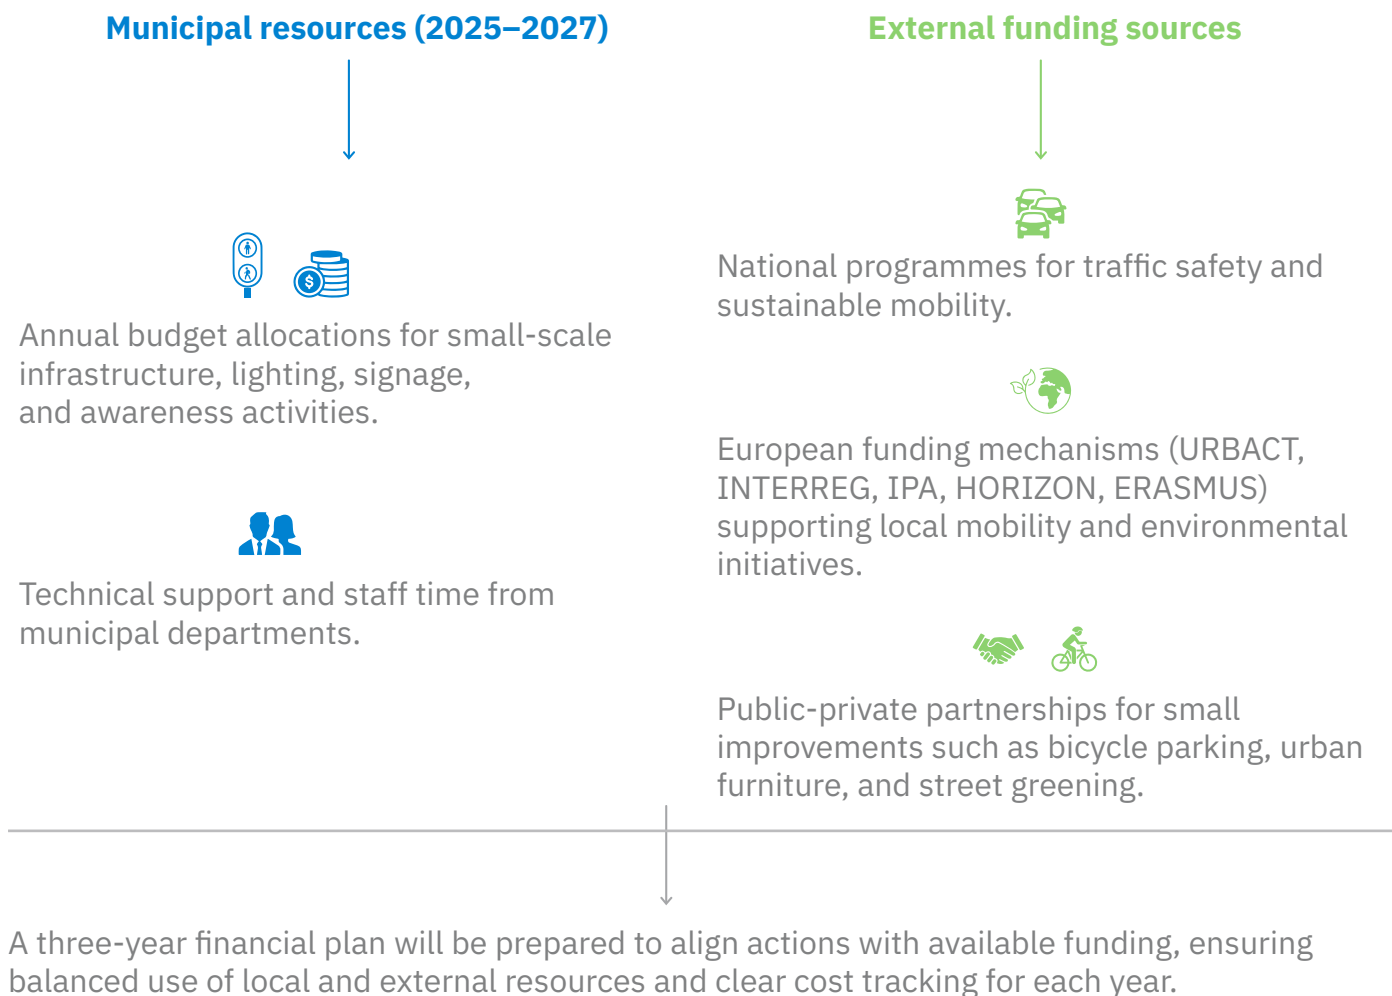 Municipal resources (2025–2027)
Annual budget allocations for small-scale
infrastructure, lighting, signage,
and awareness activities.
Technical support and staff time from
municipal departments.
External funding sources
National programmes for traffic safety and
sustainable mobility.
European funding mechanisms (URBACT,
INTERREG, IPA, HORIZON, ERASMUS)
supporting local mobility and environmental
initiatives.
Public-private partnerships for small
improvements such as bicycle parking, urban
furniture, and street greening.
A three-year financial plan will be prepared to align actions with available funding, ensuring
balanced use of local and external resources and clear cost tracking for each year.